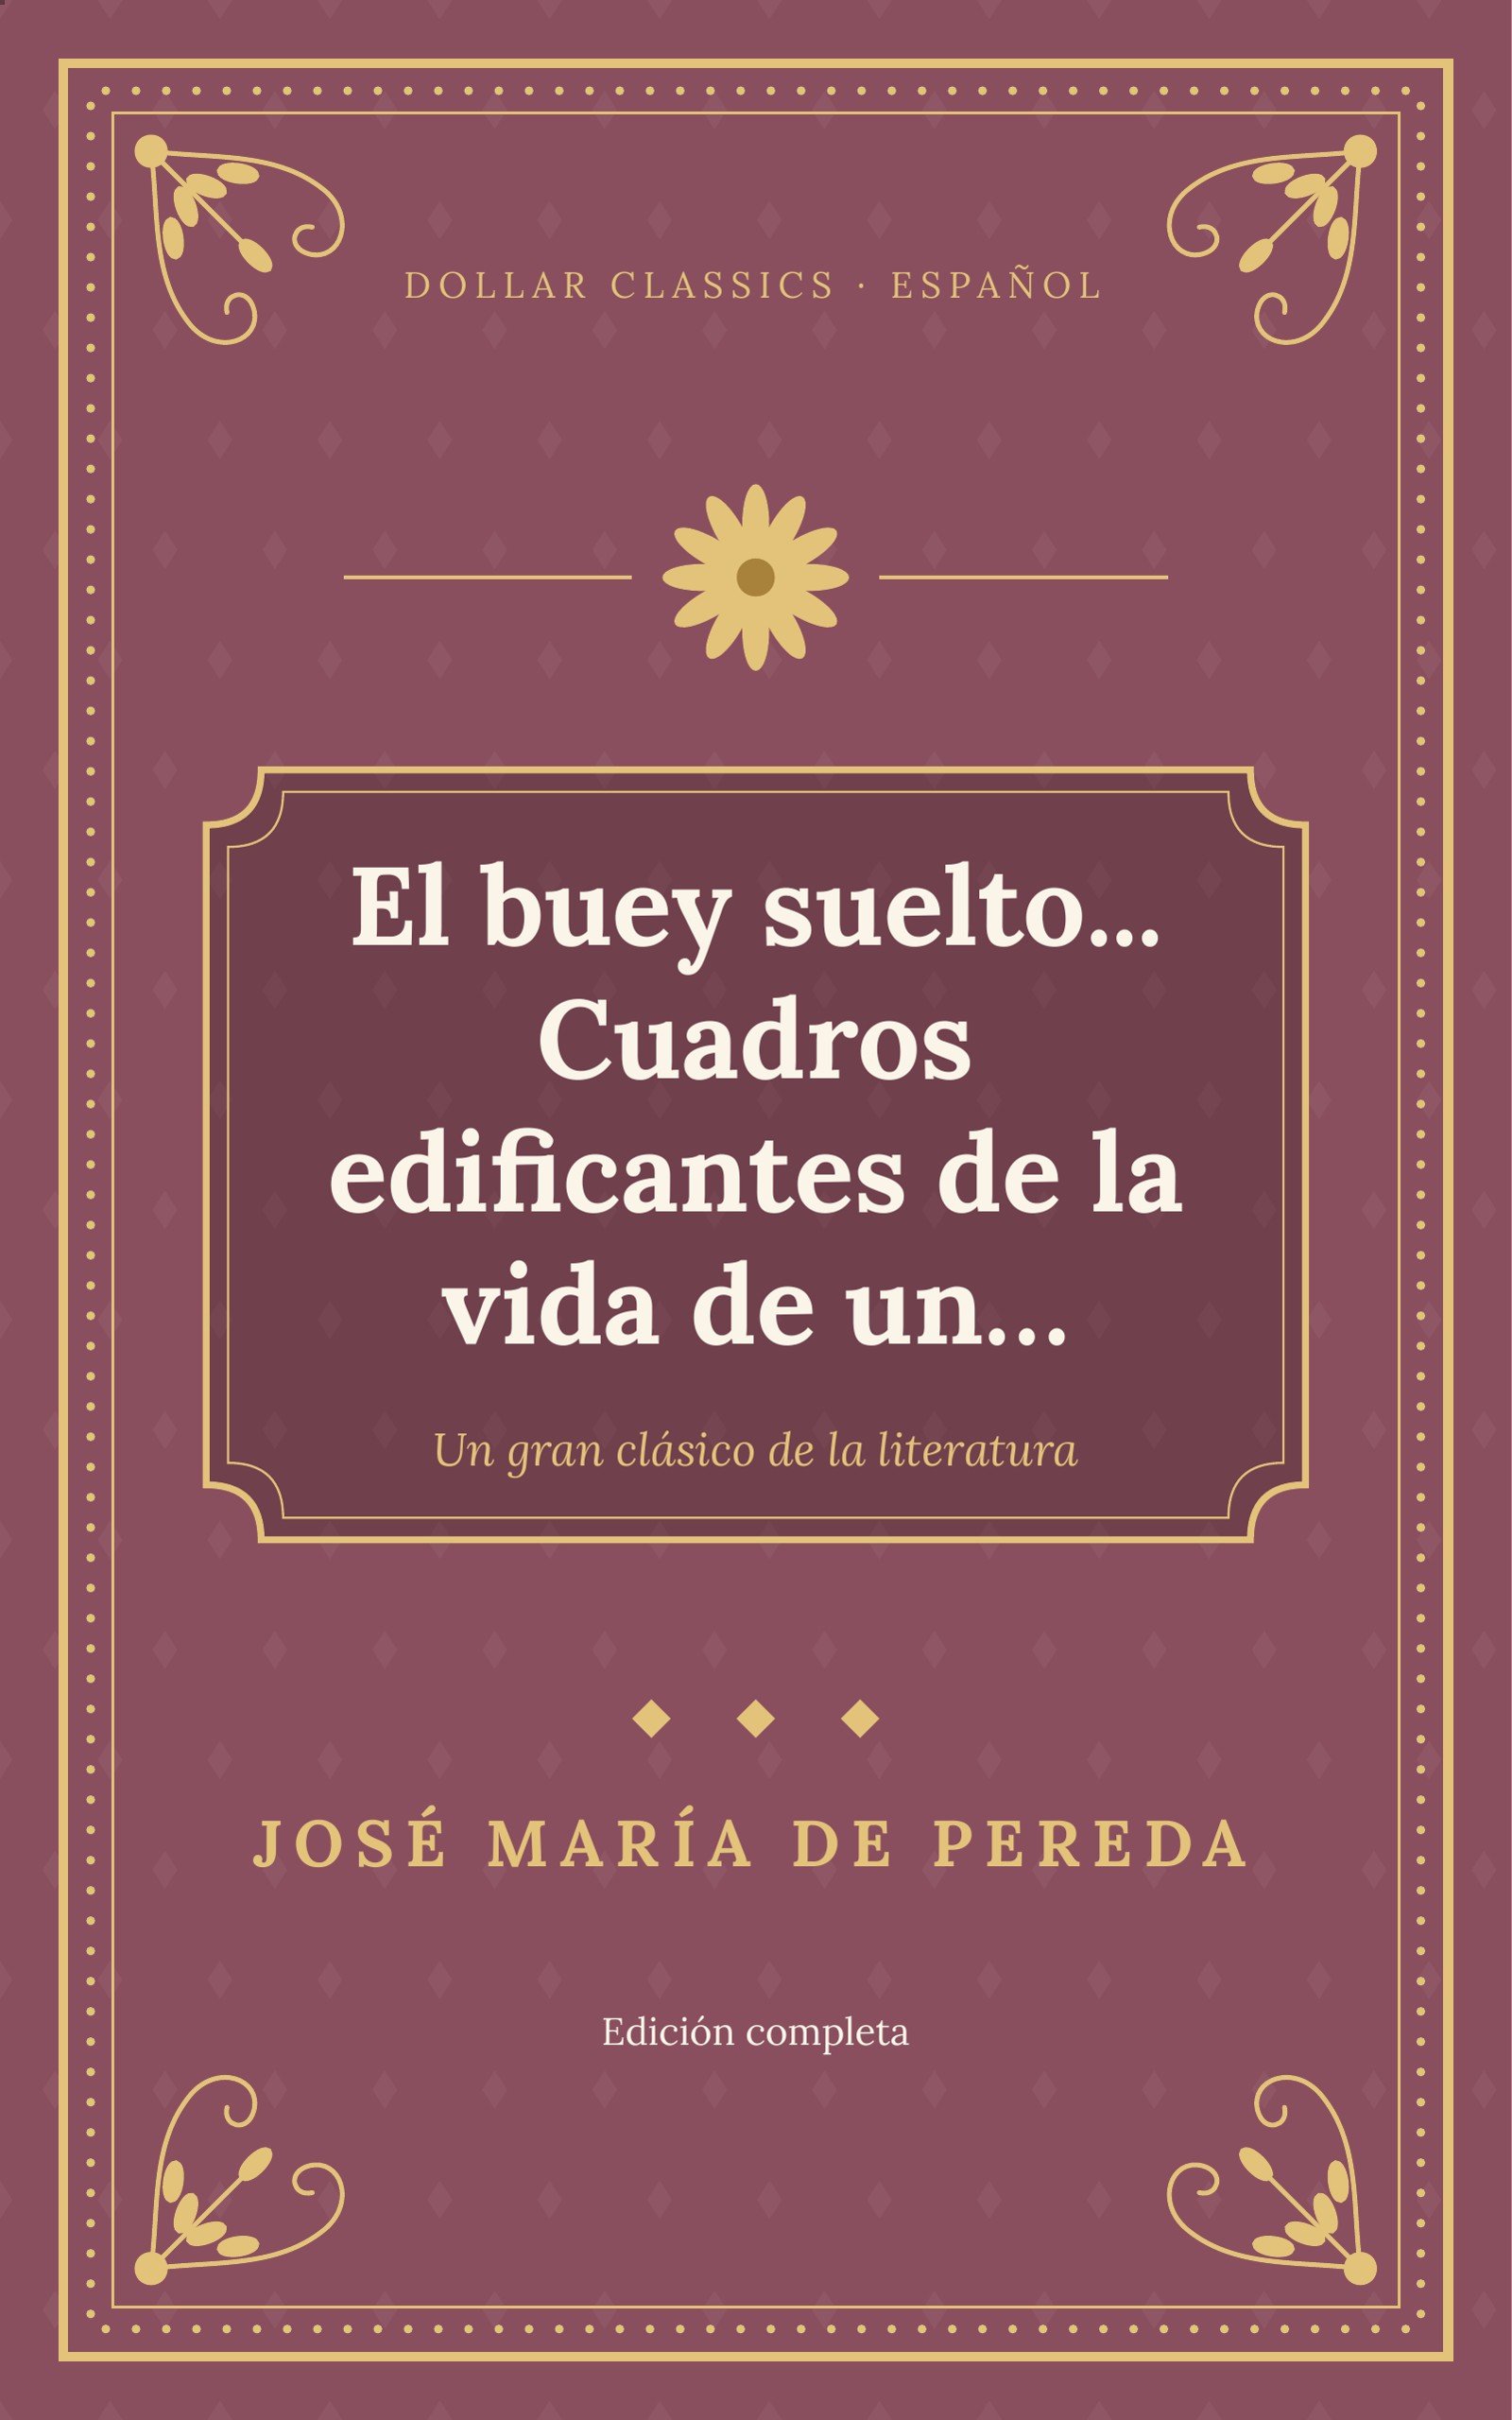 DOLLAR CLASSICS · ESPAÑOL
El buey suelto...
Cuadros
edificantes de la
vida de un...
Un gran clásico de la literatura
JOSÉ MARÍA DE PEREDA
Edición completa